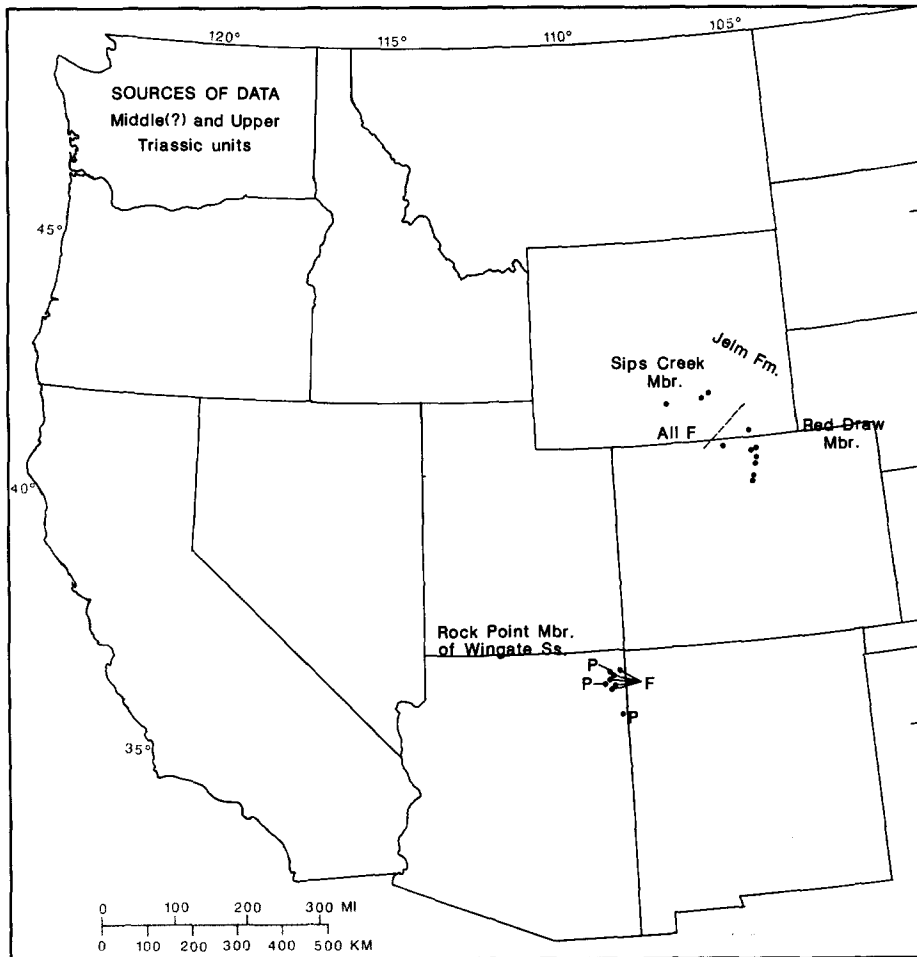 120°
115°
110°
105°
SOURCES OF DATA
Middle(?) and Upper
Triassic units
45°
Jelm Fm.
Sips Creek
Mbr.
All F
Red Draw
Mbr.
40°
Rock Point Mbr.
of Wingate Ss.
P
P
F
P
35°
0 100 200 300 MI
0 100 200 300 400 500 KM